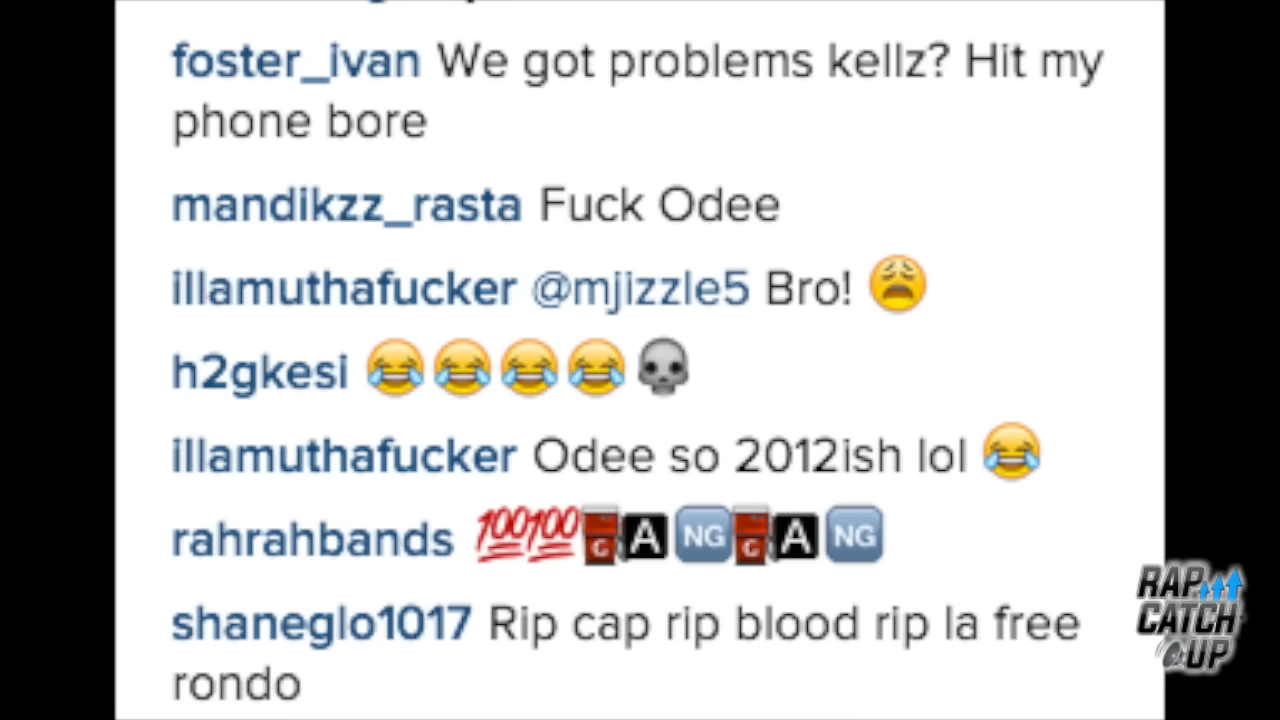 foster_ivan We got problems kellz? Hit my
phone bore
mandikzz_rasta Fuck Odee
illamuthafucker @mjizzle5 Bro! 😩
h2gkesi 😂😂😂😂💀
illamuthafucker Odee so 2012ish lol 😂
rahrahbands 💯💯⛽🅰🆖⛽🅰🆖
shaneglo1017 Rip cap rip blood rip la free
rondo
RAP
CATCH
UP